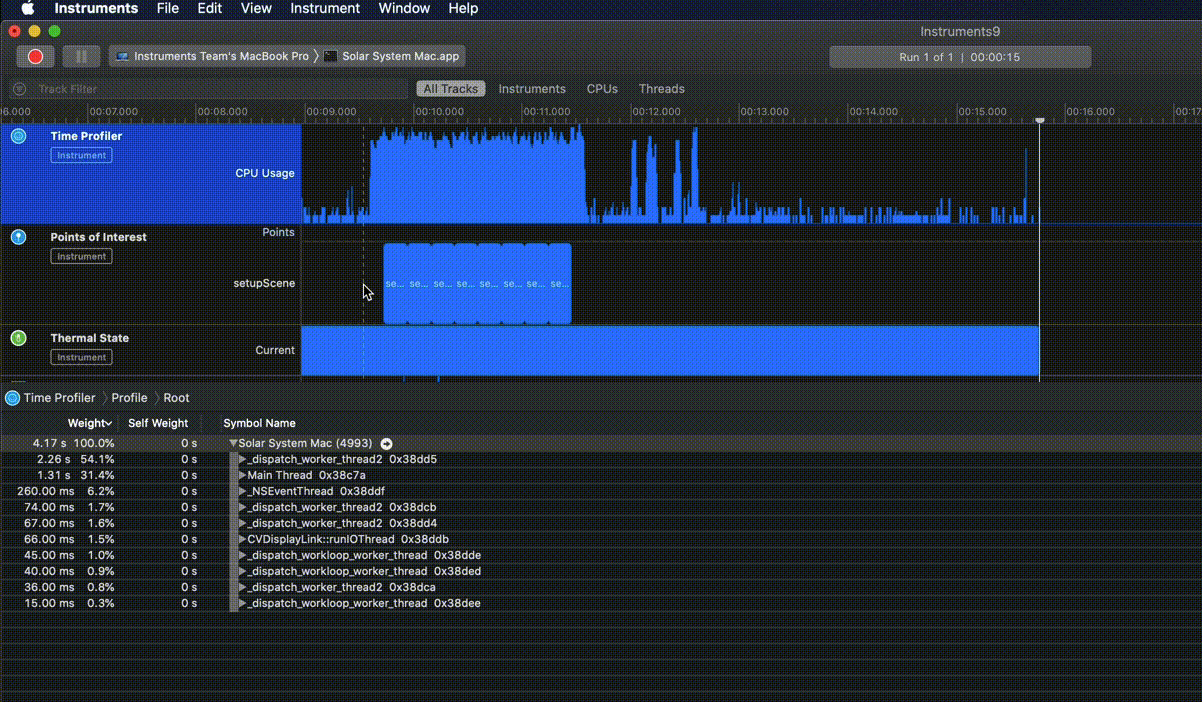 Instruments File Edit View Instrument Window Help
Instruments9
Instruments Team's MacBook Pro 〉 Solar System Mac.app
Run 1 of 1 | 00:00:15
Track Filter
All Tracks Instruments CPUs Threads
06.000 00:07.000 00:08.000 00:09.000 00:10.000 00:11.000 00:12.000 00:13.000 00:14.000 00:15.000 00:16.000 00:17
Time Profiler
Instrument
CPU Usage
Points of Interest
Instrument
Points
setupScene
se... se... se... se... se... se... se... se...
Thermal State
Instrument
Current
Time Profiler 〉 Profile 〉 Root
Weight Self Weight Symbol Name
4.17 s 100.0% 0 s Solar System Mac (4993)
2.26 s 54.1% 0 s _dispatch_worker_thread2 0x38dd5
1.31 s 31.4% 0 s Main Thread 0x38c7a
260.00 ms 6.2% 0 s _NSEventThread 0x38ddf
74.00 ms 1.7% 0 s _dispatch_worker_thread2 0x38dcb
67.00 ms 1.6% 0 s _dispatch_worker_thread2 0x38dd4
66.00 ms 1.5% 0 s CVDisplayLink::runIOThread 0x38ddb
45.00 ms 1.0% 0 s _dispatch_workloop_worker_thread 0x38dde
40.00 ms 0.9% 0 s _dispatch_workloop_worker_thread 0x38ded
36.00 ms 0.8% 0 s _dispatch_worker_thread2 0x38dca
15.00 ms 0.3% 0 s _dispatch_workloop_worker_thread 0x38dee